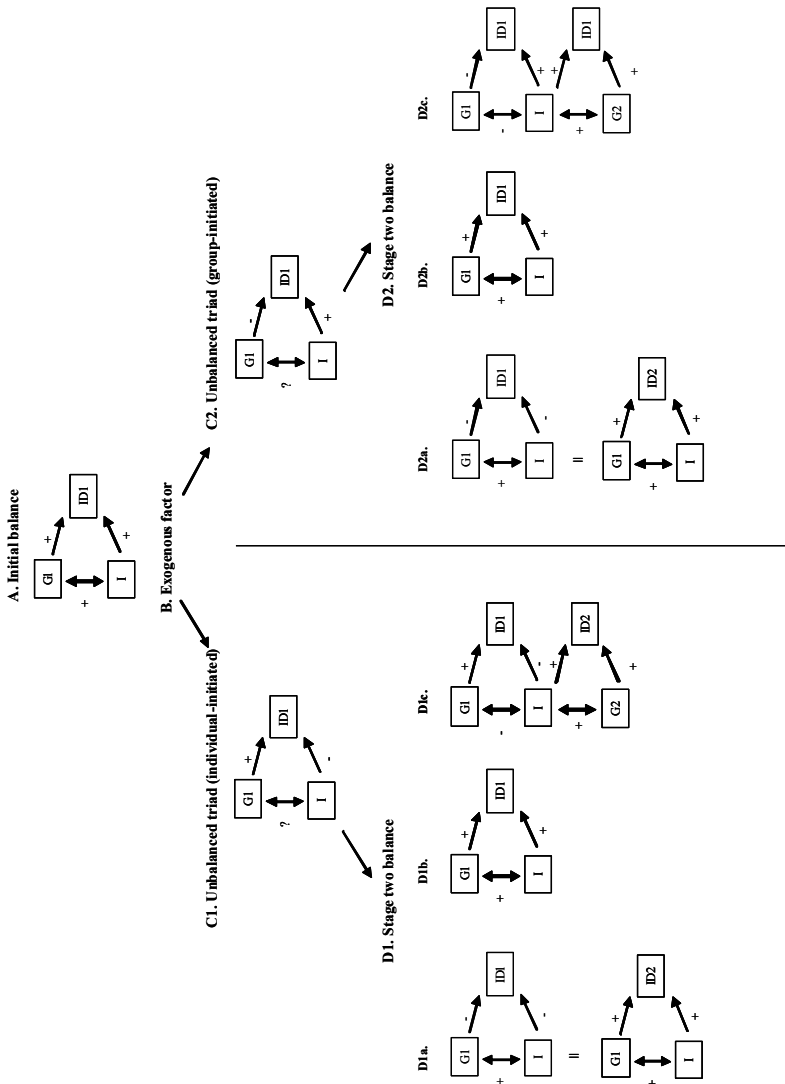 A. Initial balance
G1 +
+ ID1
I +
B. Exogenous factor
C1. Unbalanced triad (individual-initiated)
G1 +
? ID1
I -
C2. Unbalanced triad (group-initiated)
G1 -
? ID1
I +
D1. Stage two balance
D1a.
G1 -
+ ID1
I -
=
G1 +
+ ID2
I +
D1b.
G1 +
+ ID1
I +
D1c.
G1 +
- ID1
I - +
+ ID2
G2 +
D2. Stage two balance
D2a.
G1 -
+ ID1
I -
=
G1 +
+ ID2
I +
D2b.
G1 +
+ ID1
I +
D2c.
G1 -
- ID1
I + +
+ ID1
G2 +